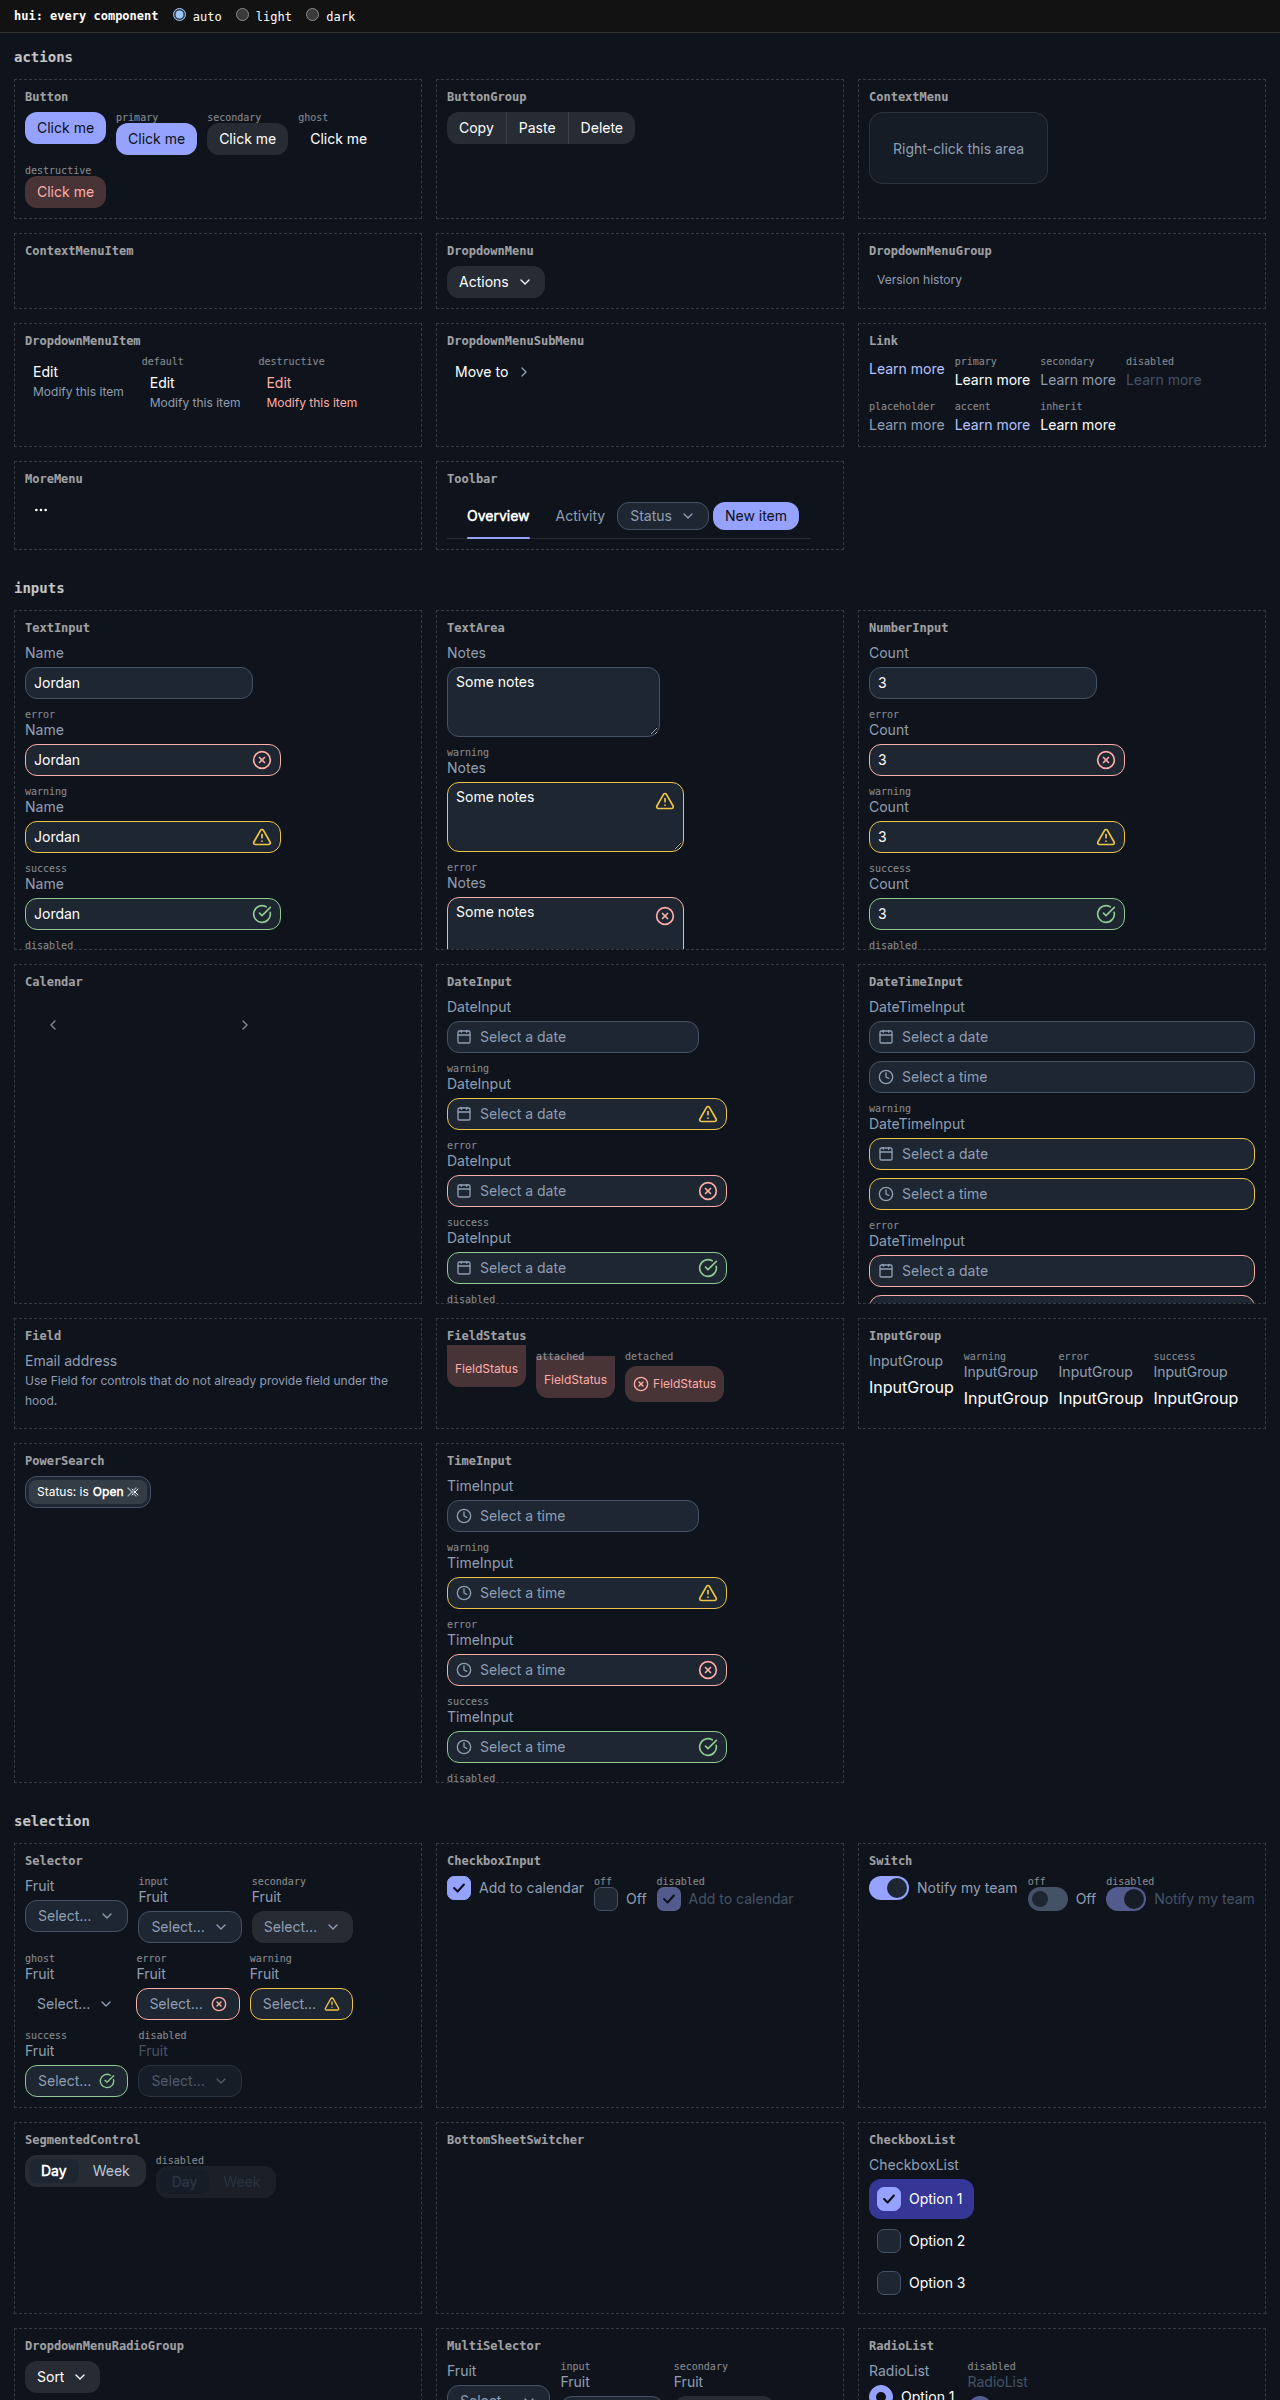 hui: every component auto light dark
actions
Button
Click me
primary
Click me
secondary
Click me
ghost
Click me
destructive
Click me
ButtonGroup
Copy Paste Delete
ContextMenu
Right-click this area
ContextMenuItem
DropdownMenu
Actions
DropdownMenuGroup
Version history
DropdownMenuItem
Edit
Modify this item
default
Edit
Modify this item
destructive
Edit
Modify this item
DropdownMenuSubMenu
Move to
Link
Learn more
primary
Learn more
secondary
Learn more
disabled
Learn more
placeholder
Learn more
accent
Learn more
inherit
Learn more
MoreMenu
Toolbar
Overview Activity Status New item
inputs
TextInput
Name
Jordan
error
Name
Jordan
warning
Name
Jordan
success
Name
Jordan
disabled
TextArea
Notes
Some notes
warning
Notes
Some notes
error
Notes
Some notes
NumberInput
Count
3
error
Count
3
warning
Count
3
success
Count
3
disabled
Calendar
DateInput
DateInput
Select a date
warning
DateInput
Select a date
error
DateInput
Select a date
success
DateInput
Select a date
disabled
DateTimeInput
DateTimeInput
Select a date
Select a time
warning
DateTimeInput
Select a date
Select a time
error
DateTimeInput
Select a date
Field
Email address
Use Field for controls that do not already provide field under the
hood.
FieldStatus
FieldStatus
attached
FieldStatus
detached
FieldStatus
InputGroup
InputGroup
InputGroup
warning
InputGroup
InputGroup
error
InputGroup
InputGroup
success
InputGroup
InputGroup
PowerSearch
Status: is Open
TimeInput
TimeInput
Select a time
warning
TimeInput
Select a time
error
TimeInput
Select a time
success
TimeInput
Select a time
disabled
selection
Selector
Fruit
Select...
input
Fruit
Select...
secondary
Fruit
Select...
ghost
Fruit
Select...
error
Fruit
Select...
warning
Fruit
Select...
success
Fruit
Select...
disabled
Fruit
Select...
CheckboxInput
Add to calendar
off
Off
disabled
Add to calendar
Switch
Notify my team
off
Off
disabled
Notify my team
SegmentedControl
Day Week
disabled
Day Week
BottomSheetSwitcher
CheckboxList
CheckboxList
Option 1
Option 2
Option 3
DropdownMenuRadioGroup
Sort
MultiSelector
Fruit
Select...
input
Fruit
secondary
Fruit
RadioList
RadioList
Option 1
disabled
RadioList